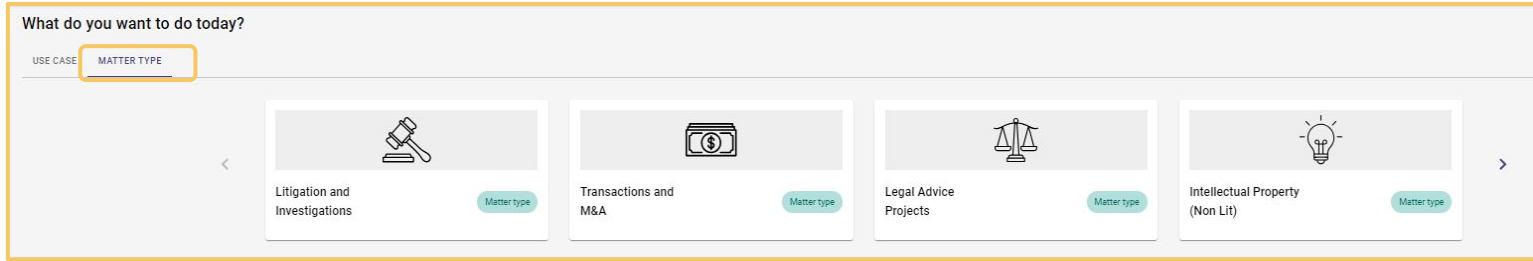 What do you want to do today?
USE CASE MATTER TYPE
Litigation and
Investigations
Matter type
Transactions and
M&A
Matter type
Legal Advice
Projects
Matter type
Intellectual Property
(Non Lit)
Matter type